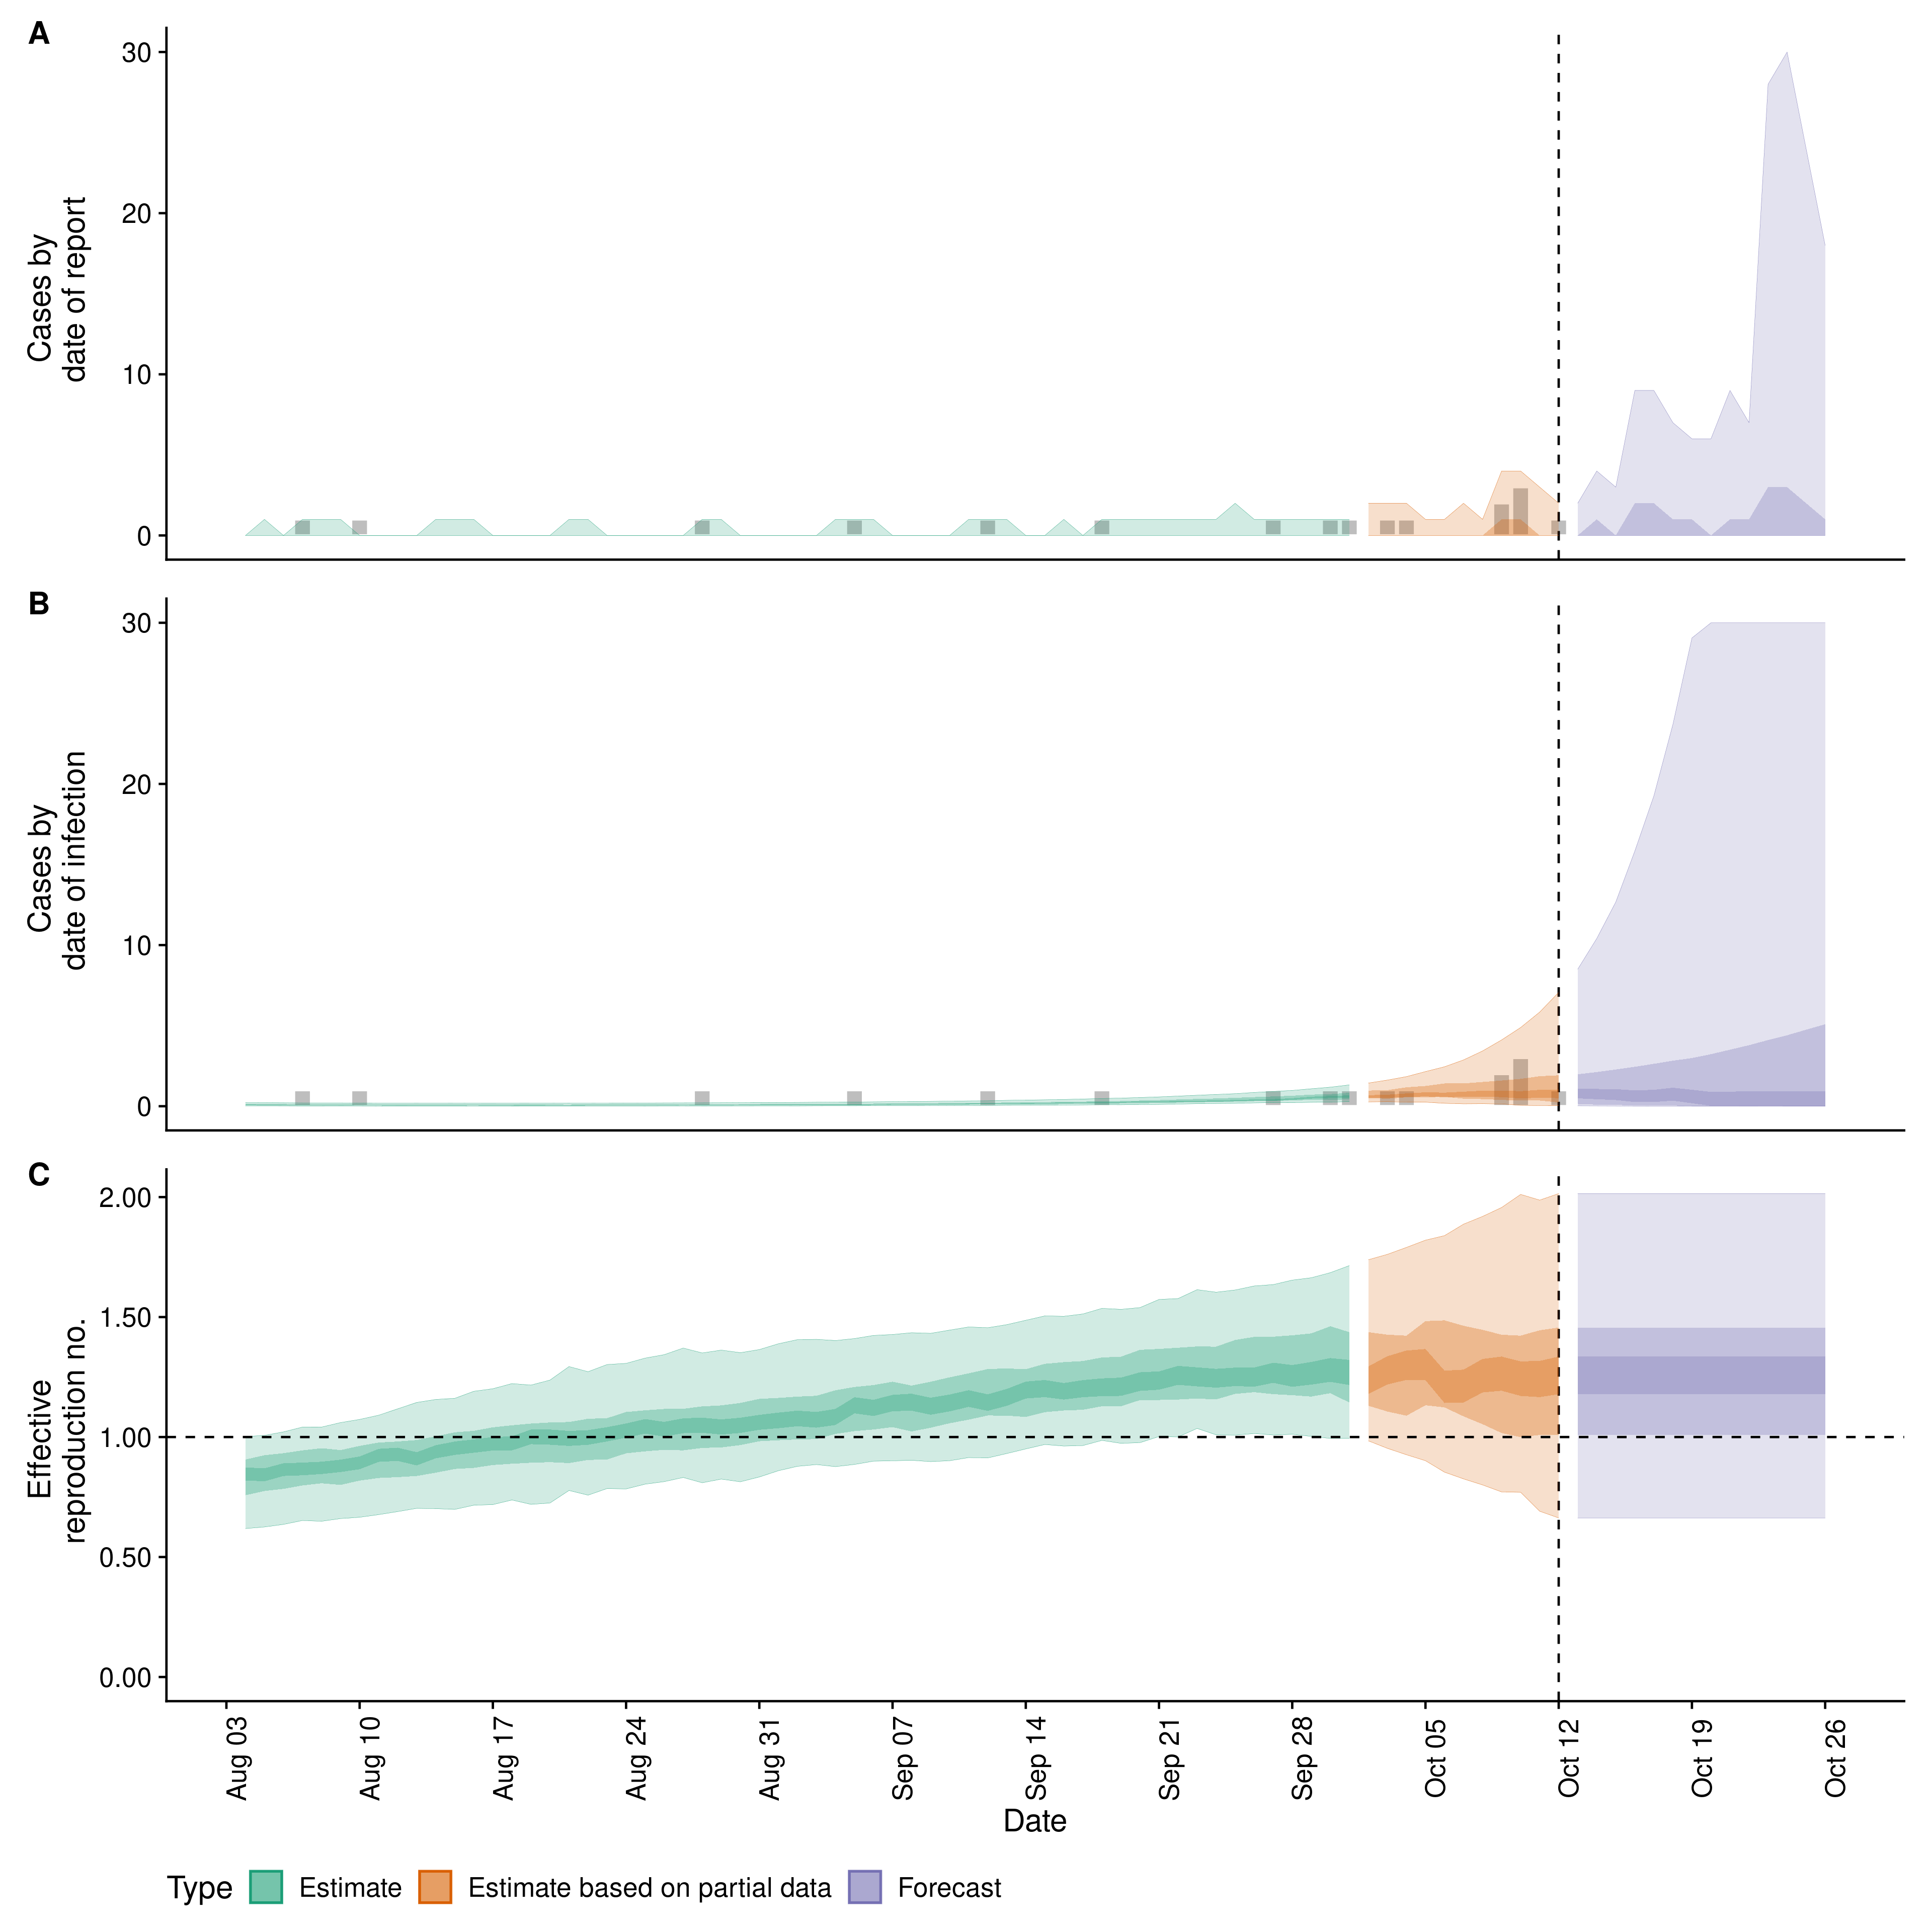 A
30
20
10
0
Cases by
date of report
B
30
20
10
0
Cases by
date of infection
C
2.00
1.50
1.00
0.50
0.00
Effective
reproduction no.
Aug 03
Aug 10
Aug 17
Aug 24
Aug 31
Sep 07
Sep 14
Sep 21
Sep 28
Oct 05
Oct 12
Oct 19
Oct 26
Date
Type Estimate Estimate based on partial data Forecast